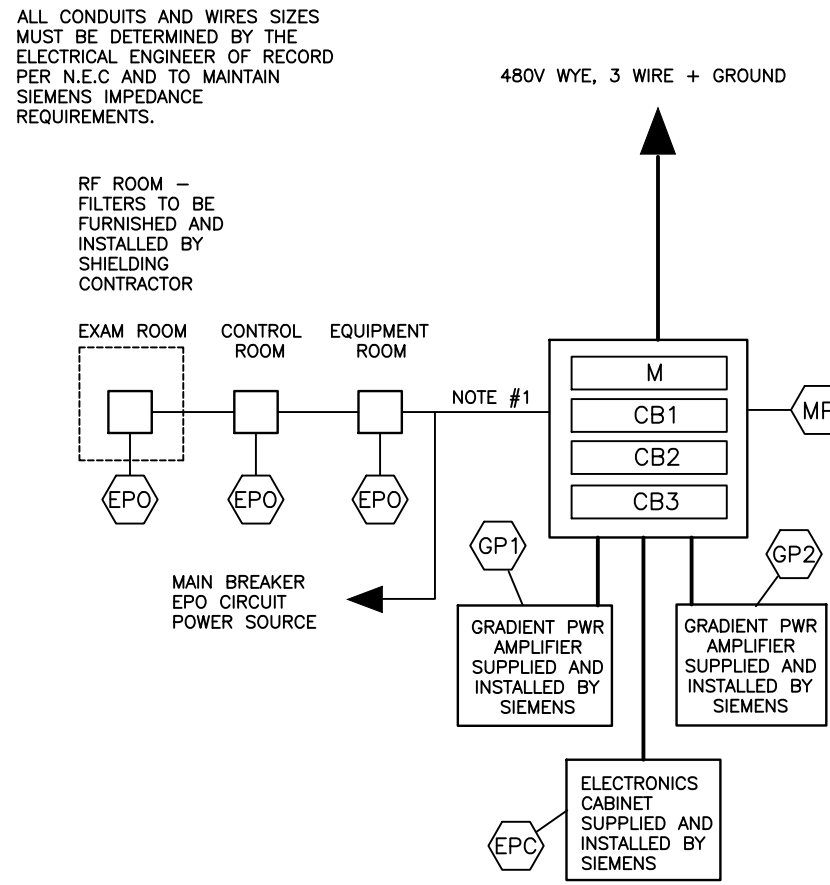 ALL CONDUITS AND WIRES SIZES
MUST BE DETERMINED BY THE
ELECTRICAL ENGINEER OF RECORD
PER N.E.C AND TO MAINTAIN
SIEMENS IMPEDANCE
REQUIREMENTS.
480V WYE, 3 WIRE + GROUND
RF ROOM –
FILTERS TO BE
FURNISHED AND
INSTALLED BY
SHIELDING
CONTRACTOR
EXAM ROOM
CONTROL
ROOM
EQUIPMENT
ROOM
NOTE #1
M
CB1
CB2
CB3
MP
EPO
EPO
EPO
GP1
GP2
MAIN BREAKER
EPO CIRCUIT
POWER SOURCE
GRADIENT PWR
AMPLIFIER
SUPPLIED AND
INSTALLED BY
SIEMENS
GRADIENT PWR
AMPLIFIER
SUPPLIED AND
INSTALLED BY
SIEMENS
ELECTRONICS
CABINET
SUPPLIED AND
INSTALLED BY
SIEMENS
EPC